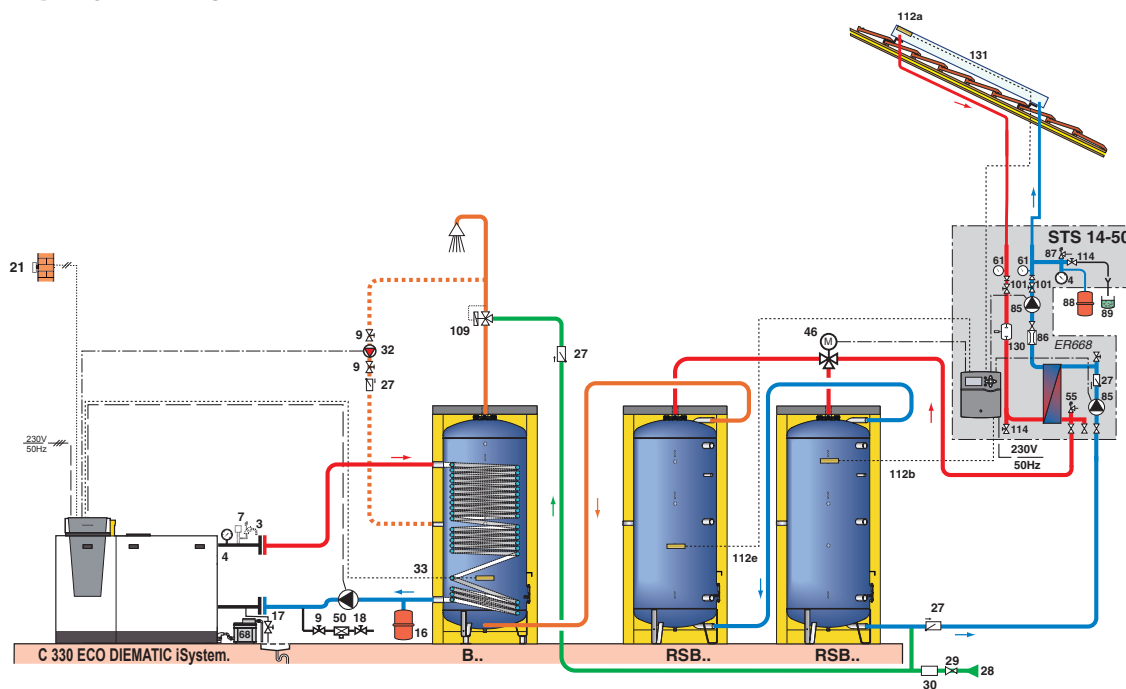 112a
131
STS 14-50
87
114
61
61
4
101
101
88
89
85
86
130
ER668
27
85
55
114
230V
50Hz
21
9
32
9
27
109
27
46
M
230V
50Hz
112b
112e
7
3
4
33
17
68
9
50
18
16
27
29
28
30
C 330 ECO DIEMATIC iSystem.
B..
RSB..
RSB..